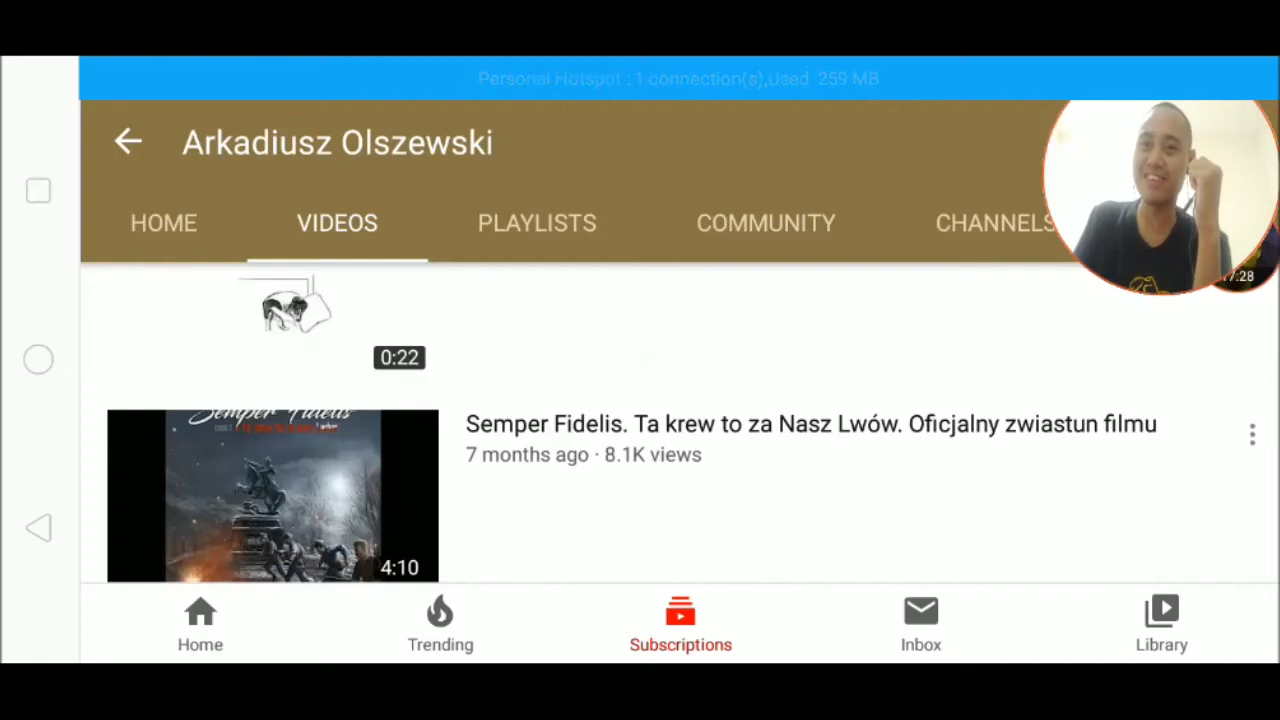 Personal Hotspot : 1 connection(s),Used 259 MB
Arkadiusz Olszewski
HOME VIDEOS PLAYLISTS COMMUNITY CHANNELS
7:28
0:22
Semper Fidelis
Semper Fidelis. Ta krew to za Nasz Lwów. Oficjalny zwiastun filmu
7 months ago · 8.1K views
4:10
Home Trending Subscriptions Inbox Library